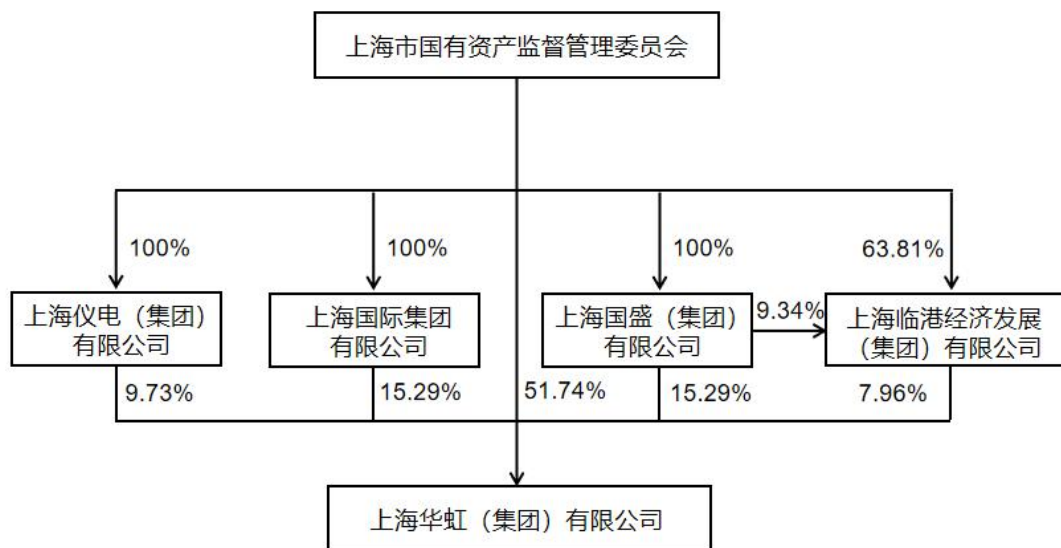 上海市国有资产监督管理委员会
100%
100%
100%
63.81%
上海仪电（集团）
有限公司
上海国际集团
有限公司
上海国盛（集团）
有限公司
9.34%
上海临港经济发展
（集团）有限公司
9.73%
15.29%
51.74%
15.29%
7.96%
上海华虹（集团）有限公司